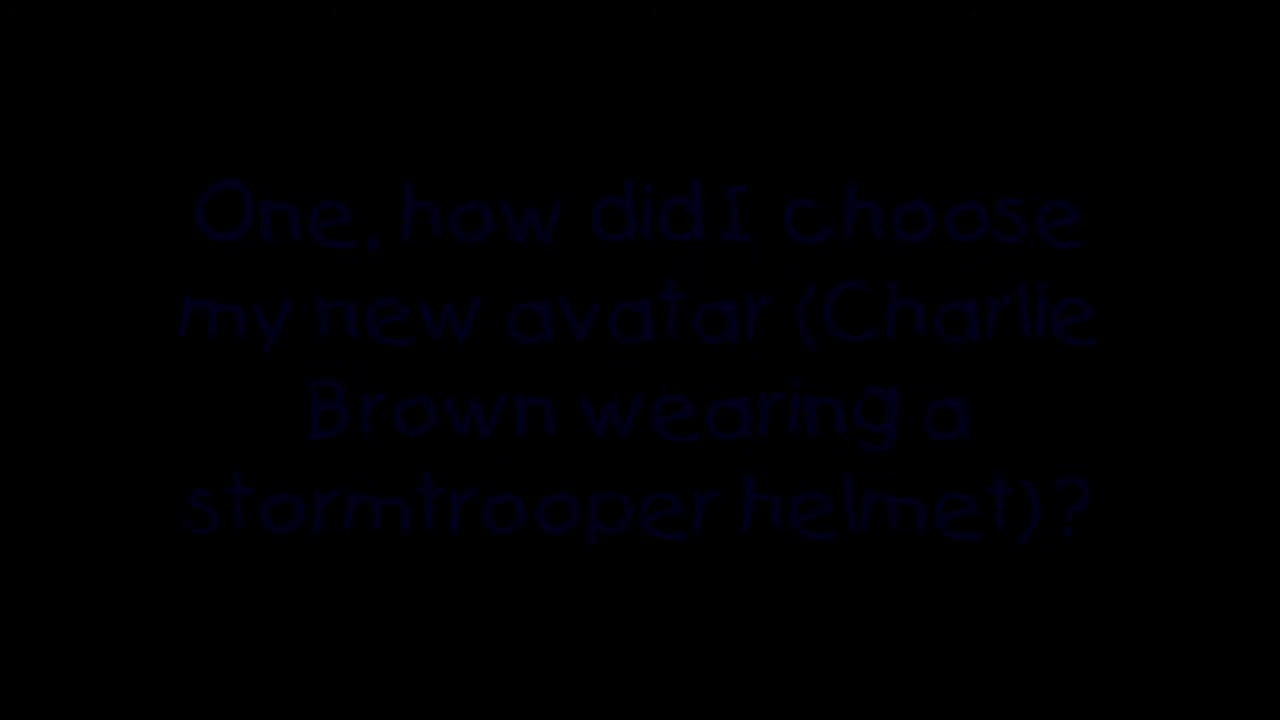 One, how did I choose
my new avatar (Charlie
Brown wearing a
stormtrooper helmet)?